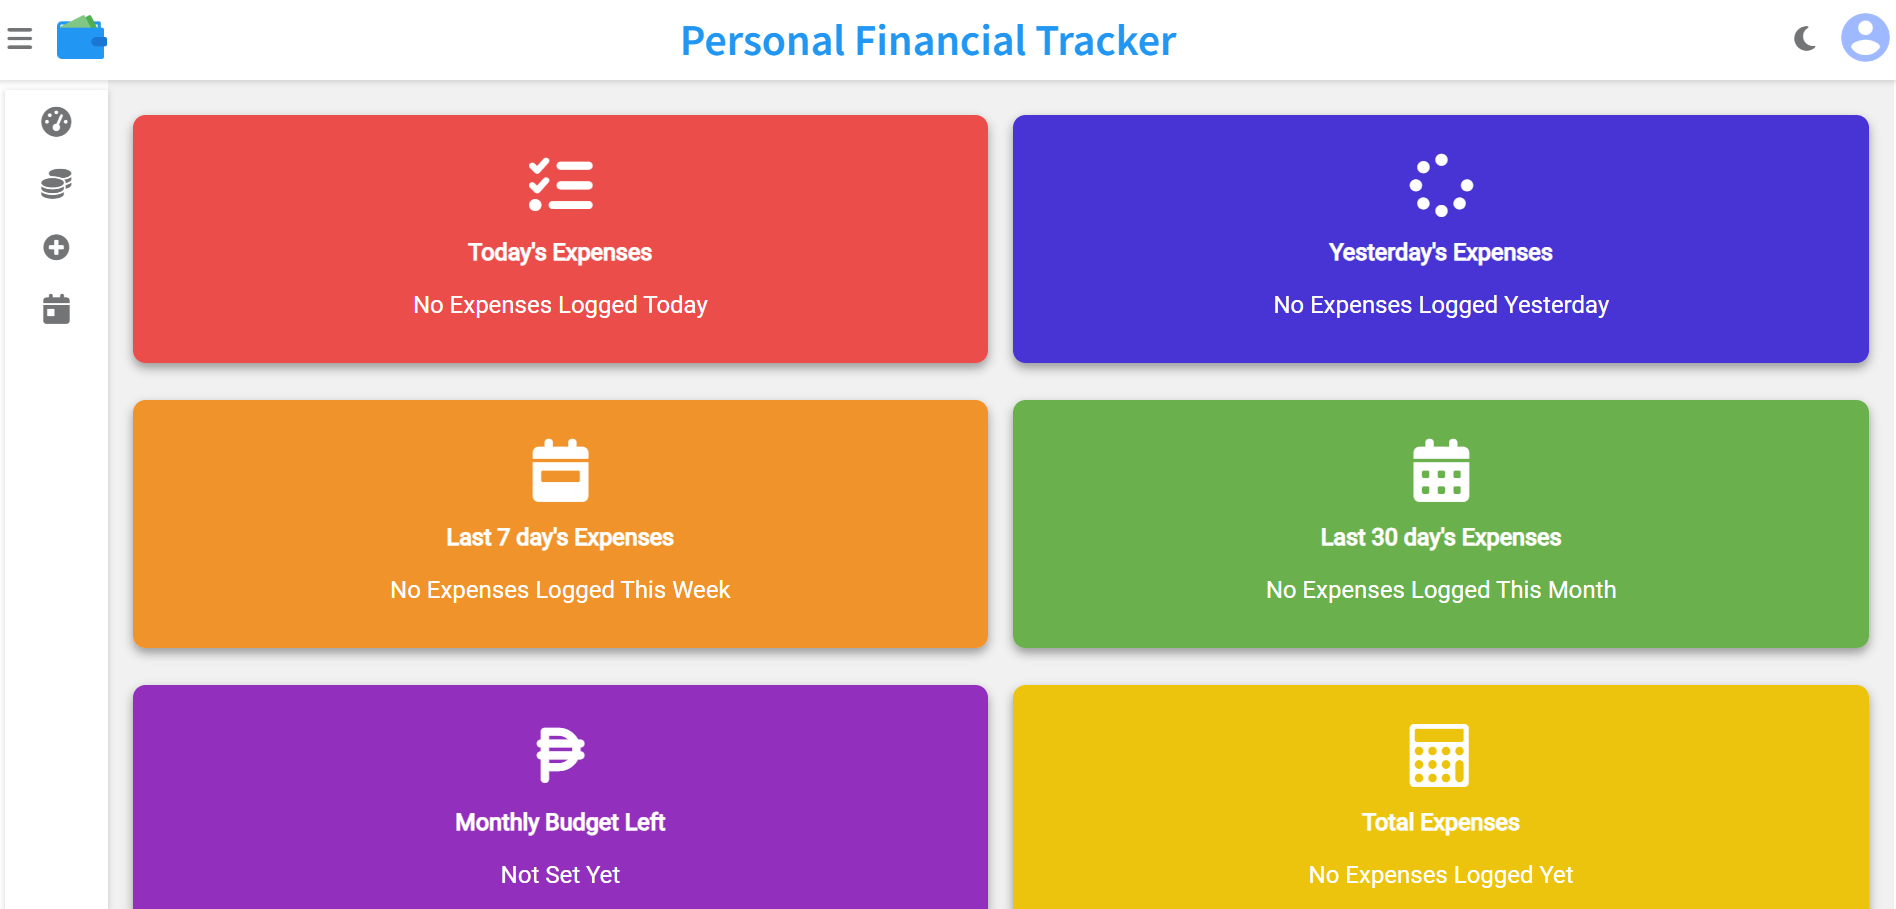 Personal Financial Tracker
Today's Expenses
No Expenses Logged Today
Yesterday's Expenses
No Expenses Logged Yesterday
Last 7 day's Expenses
No Expenses Logged This Week
Last 30 day's Expenses
No Expenses Logged This Month
Monthly Budget Left
Not Set Yet
Total Expenses
No Expenses Logged Yet